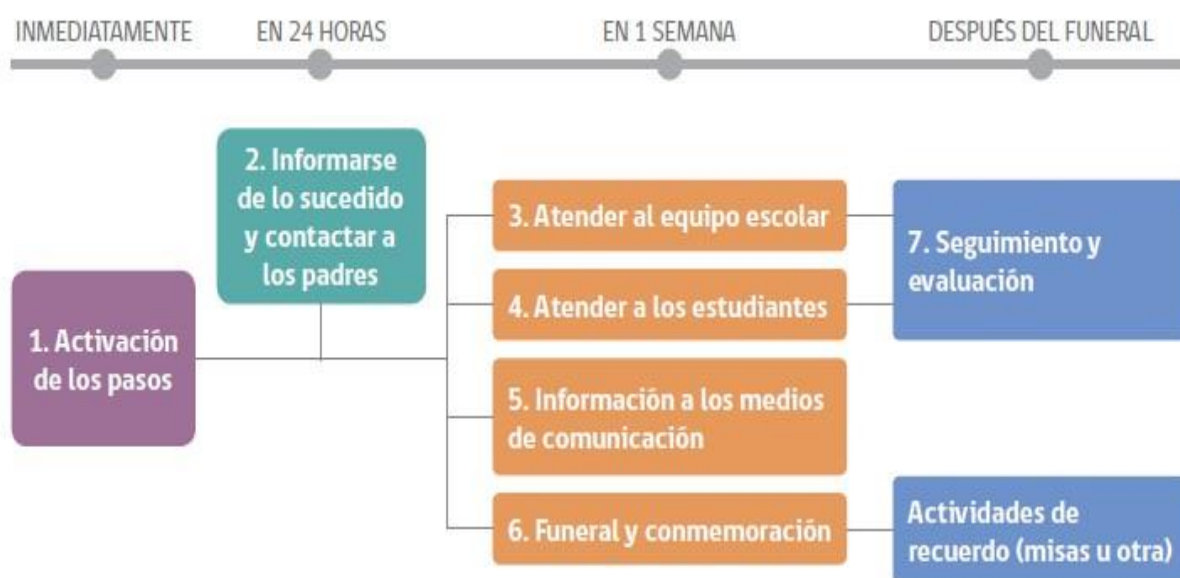 INMEDIATAMENTE
EN 24 HORAS
EN 1 SEMANA
DESPUÉS DEL FUNERAL
1. Activación
de los pasos
2. Informarse
de lo sucedido
y contactar a
los padres
3. Atender al equipo escolar
4. Atender a los estudiantes
5. Información a los medios
de comunicación
6. Funeral y conmemoración
7. Seguimiento y
evaluación
Actividades de
recuerdo (misas u otra)